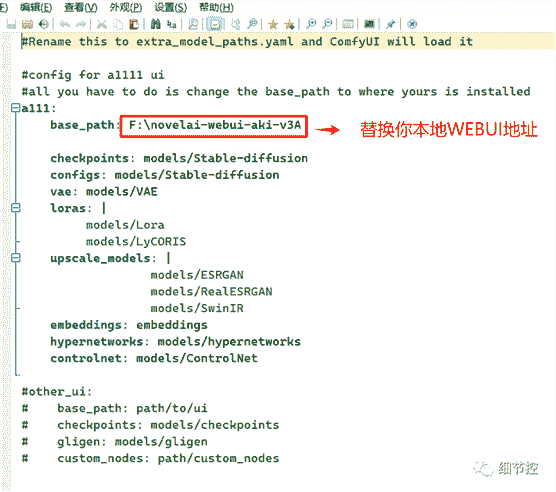 编辑(E) 查看(V) 外观(P) 设置(S) 帮助(H)
#Rename this to extra_model_paths.yaml and ComfyUI will load it
#config for a1111 ui
#all you have to do is change the base_path to where yours is installed
a111:
base_path: F:\novelai-webui-aki-v3A
替换你本地WEBUI地址
checkpoints: models/Stable-diffusion
configs: models/Stable-diffusion
vae: models/VAE
loras: |
models/Lora
models/LyCORIS
upscale_models: |
models/ESRGAN
models/RealESRGAN
models/SwinIR
embeddings: embeddings
hypernetworks: models/hypernetworks
controlnet: models/ControlNet
#other_ui:
# base_path: path/to/ui
# checkpoints: models/checkpoints
# gligen: models/gligen
# custom_nodes: path/custom_nodes
细节控